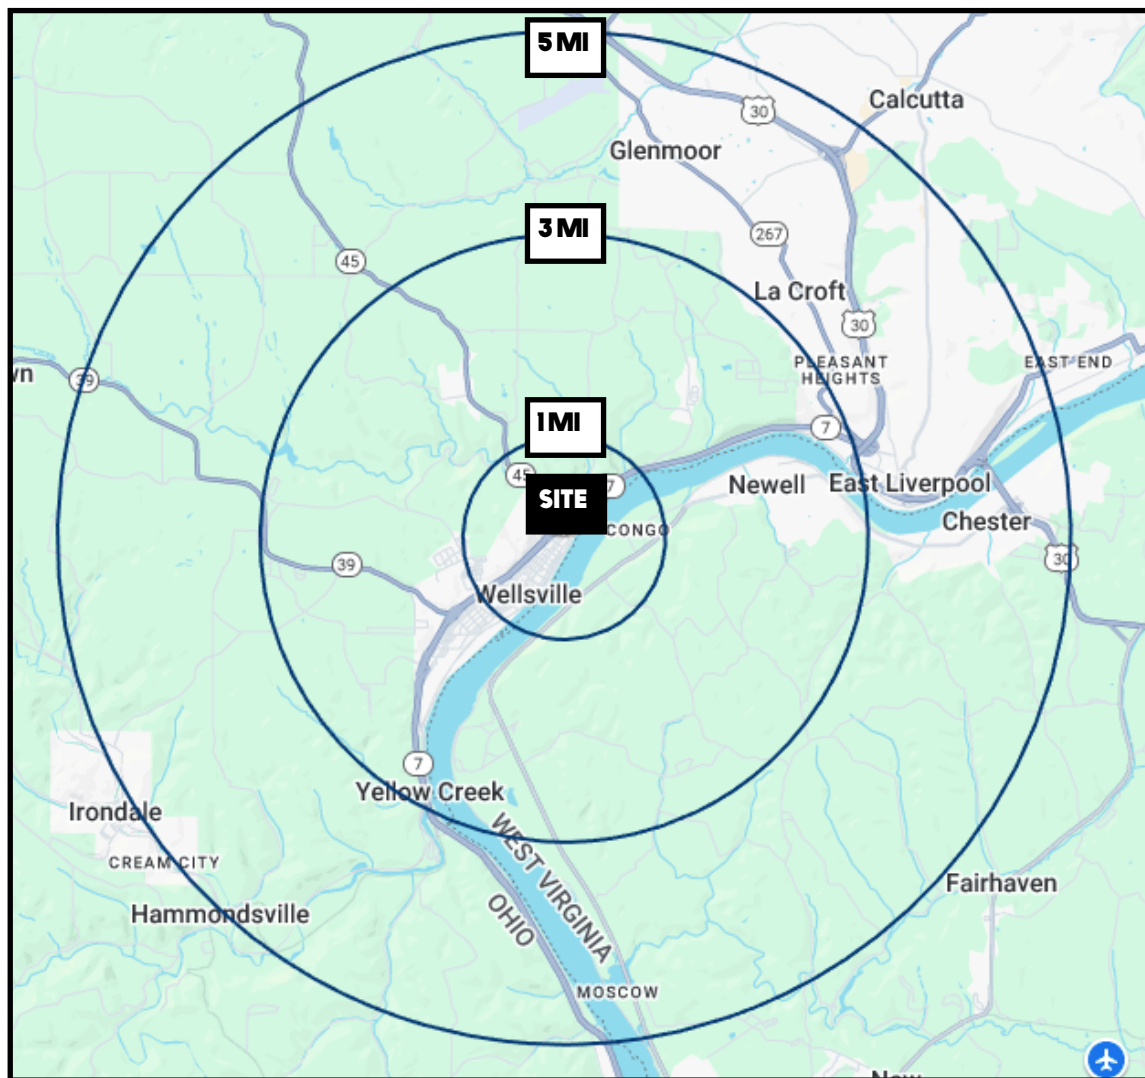 5 MI
30
Calcutta
Glenmoor
3 MI
267
45
La Croft
30
PLEASANT
HEIGHTS
EAST END
vn
39
1 MI
7
45
7
SITE
Newell
East Liverpool
CONGO
Chester
39
30
Wellsville
7
Yellow Creek
Irondale
WEST VIRGINIA
OHIO
CREAM CITY
Fairhaven
Hammondsville
MOSCOW
New